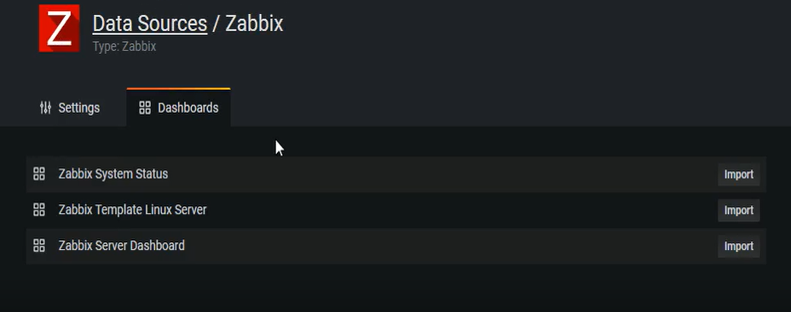 Z
Data Sources / Zabbix
Type: Zabbix
Settings
Dashboards
Zabbix System Status
Import
Zabbix Template Linux Server
Import
Zabbix Server Dashboard
Import